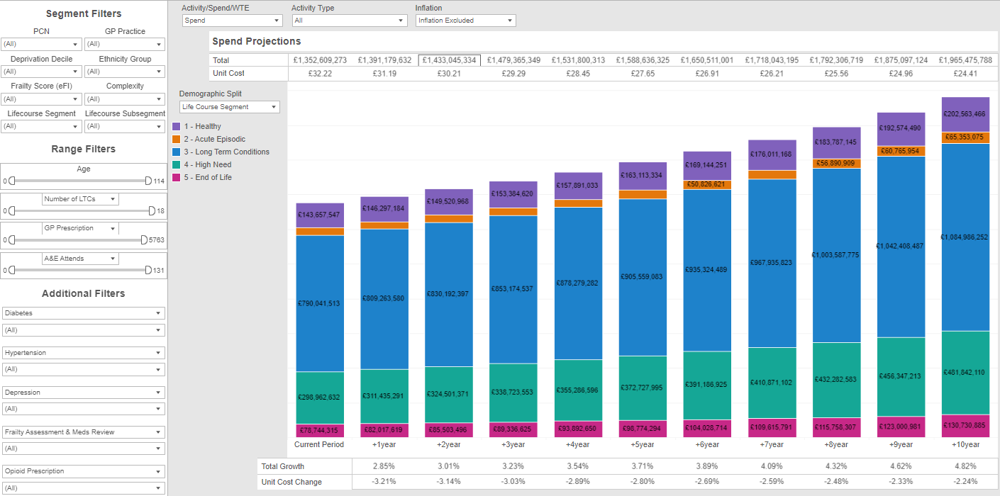 Segment Filters
PCN GP Practice
(All) (All)
Deprivation Decile Ethnicity Group
(All) (All)
Frailty Score (eFI) Complexity
(All) (All)
Lifecourse Segment Lifecourse Subsegment
(All) (All)
Range Filters
Age
0 114
Number of LTCs
0 18
GP Prescription
0 5763
A&E Attends
0 131
Additional Filters
Diabetes
(All)
Hypertension
(All)
Depression
(All)
Frailty Assessment & Meds Review
(All)
Opioid Prescription
(All)
Activity/Spend/WTE Activity Type Inflation
Spend All Inflation Excluded
Spend Projections
Total £1,352,609,273 £1,391,179,632 £1,433,045,334 £1,479,365,349 £1,531,800,313 £1,588,636,325 £1,650,511,001 £1,718,043,195 £1,792,306,719 £1,875,097,124 £1,965,475,788
Unit Cost £32.22 £31.19 £30.21 £29.29 £28.45 £27.65 £26.91 £26.21 £25.56 £24.96 £24.41
Demographic Split
Life Course Segment
1 - Healthy
2 - Acute Episodic
3 - Long Term Conditions
4 - High Need
5 - End of Life
£143,657,547 £146,297,184 £149,520,968 £153,384,620 £157,891,033 £163,113,334 £169,144,251 £176,011,168 £183,787,145 £192,574,490 £202,563,466
£50,826,621 £56,890,909 £60,765,954 £65,353,075
£790,041,513 £809,263,580 £830,192,397 £853,174,537 £878,279,282 £905,559,083 £935,324,489 £967,935,823 £1,003,587,775 £1,042,408,487 £1,084,986,252
£298,962,632 £311,435,291 £324,501,371 £338,723,553 £355,286,596 £372,727,995 £391,186,925 £410,871,102 £432,282,583 £456,347,213 £481,842,110
£78,744,315 £82,017,619 £85,503,496 £89,336,625 £93,892,650 £98,774,294 £104,028,714 £109,615,791 £115,758,307 £123,000,981 £130,730,885
Current Period +1year +2year +3year +4year +5year +6year +7year +8year +9year +10year
Total Growth 2.85% 3.01% 3.23% 3.54% 3.71% 3.89% 4.09% 4.32% 4.62% 4.82%
Unit Cost Change -3.21% -3.14% -3.03% -2.89% -2.80% -2.69% -2.59% -2.48% -2.33% -2.24%